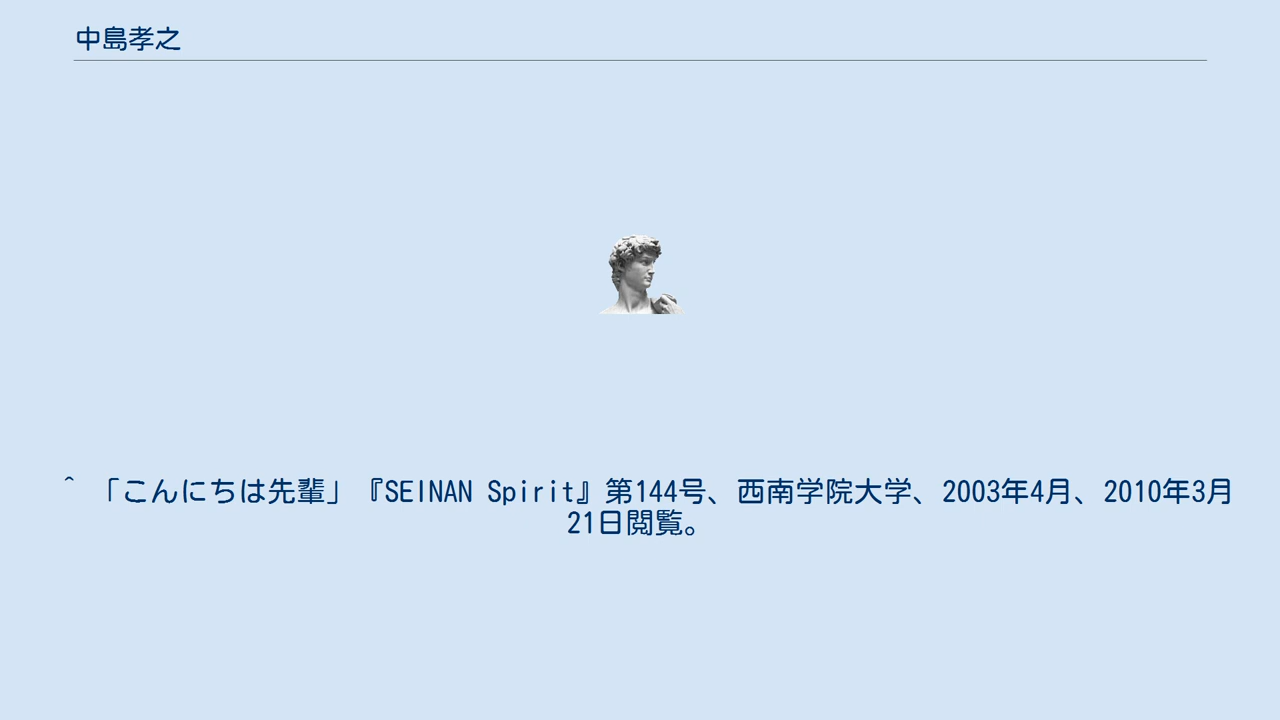 中島孝之
^ 「こんにちは先輩」『SEINAN Spirit』第144号、西南学院大学、2003年4月、2010年3月
21日閲覧。